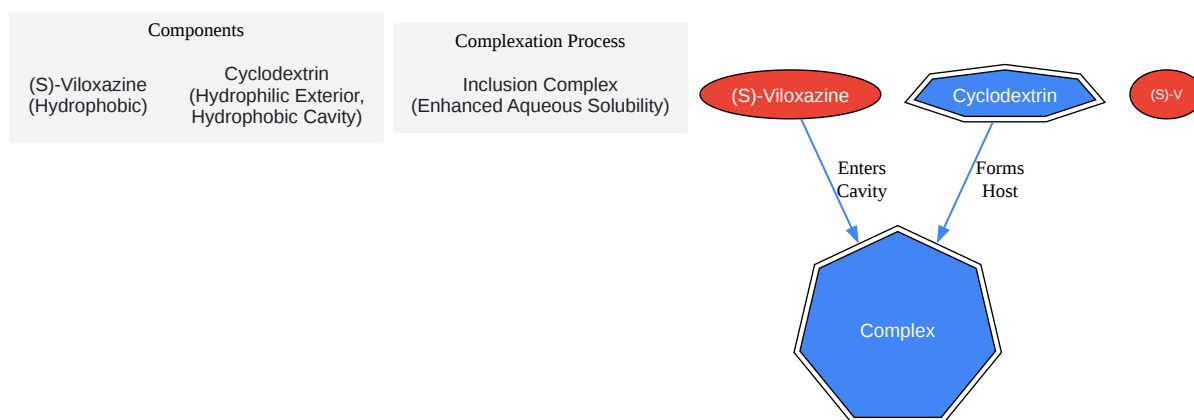 Components
(S)-Viloxazine
(Hydrophobic)
Cyclodextrin
(Hydrophilic Exterior,
Hydrophobic Cavity)
Complexation Process
Inclusion Complex
(Enhanced Aqueous Solubility)
(S)-Viloxazine
Cyclodextrin
(S)-V
Enters
Cavity
Forms
Host
Complex